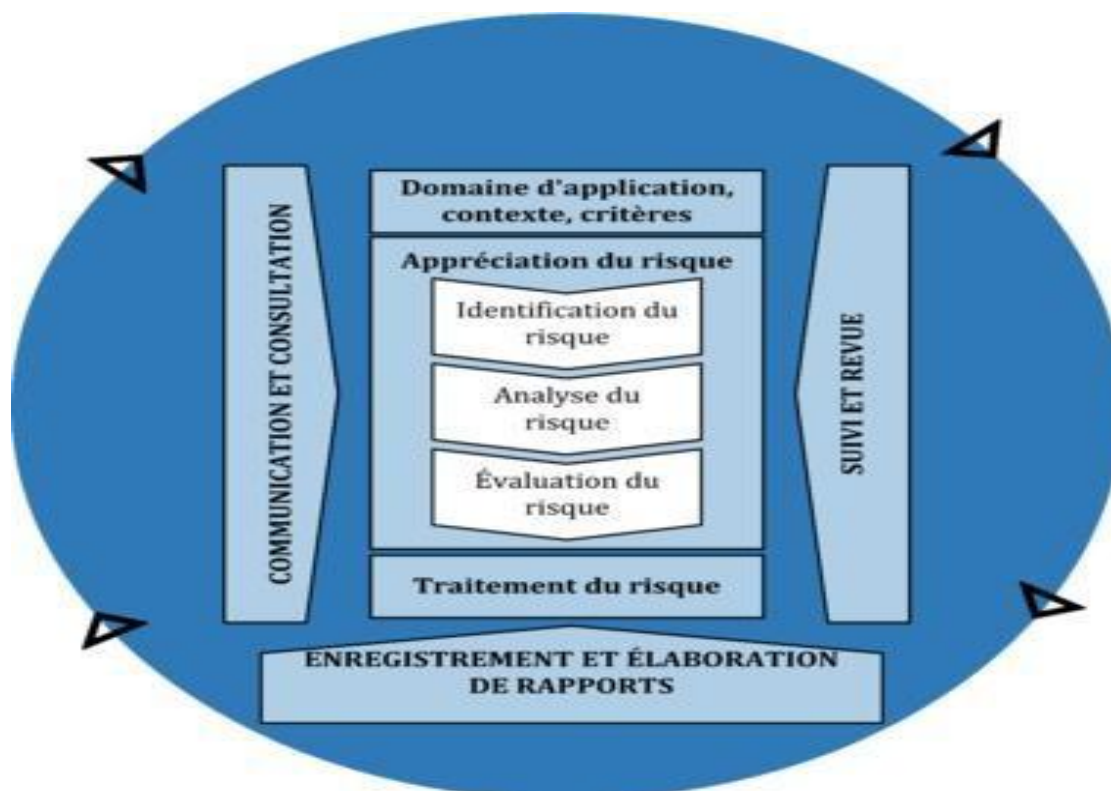 Domaine d'application,
contexte, critères
Appréciation du risque
Identification du
risque
Analyse du
risque
Évaluation du
risque
Traitement du risque
COMMUNICATION ET CONSULTATION
SUIVI ET REVUE
ENREGISTREMENT ET ÉLABORATION
DE RAPPORTS